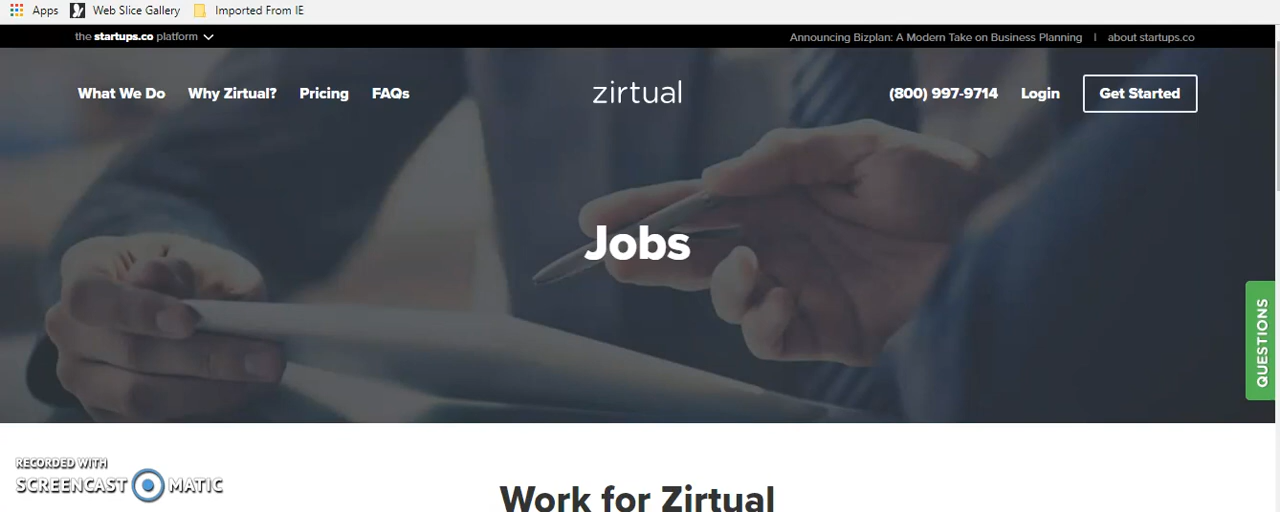 Apps Web Slice Gallery Imported From IE
the startups.co platform Announcing Bizplan: A Modern Take on Business Planning | about startups.co
What We Do Why Zirtual? Pricing FAQs zirtual (800) 997-9714 Login Get Started
Jobs
QUESTIONS
RECORDED WITH
SCREENCAST MATIC
Work for Zirtual